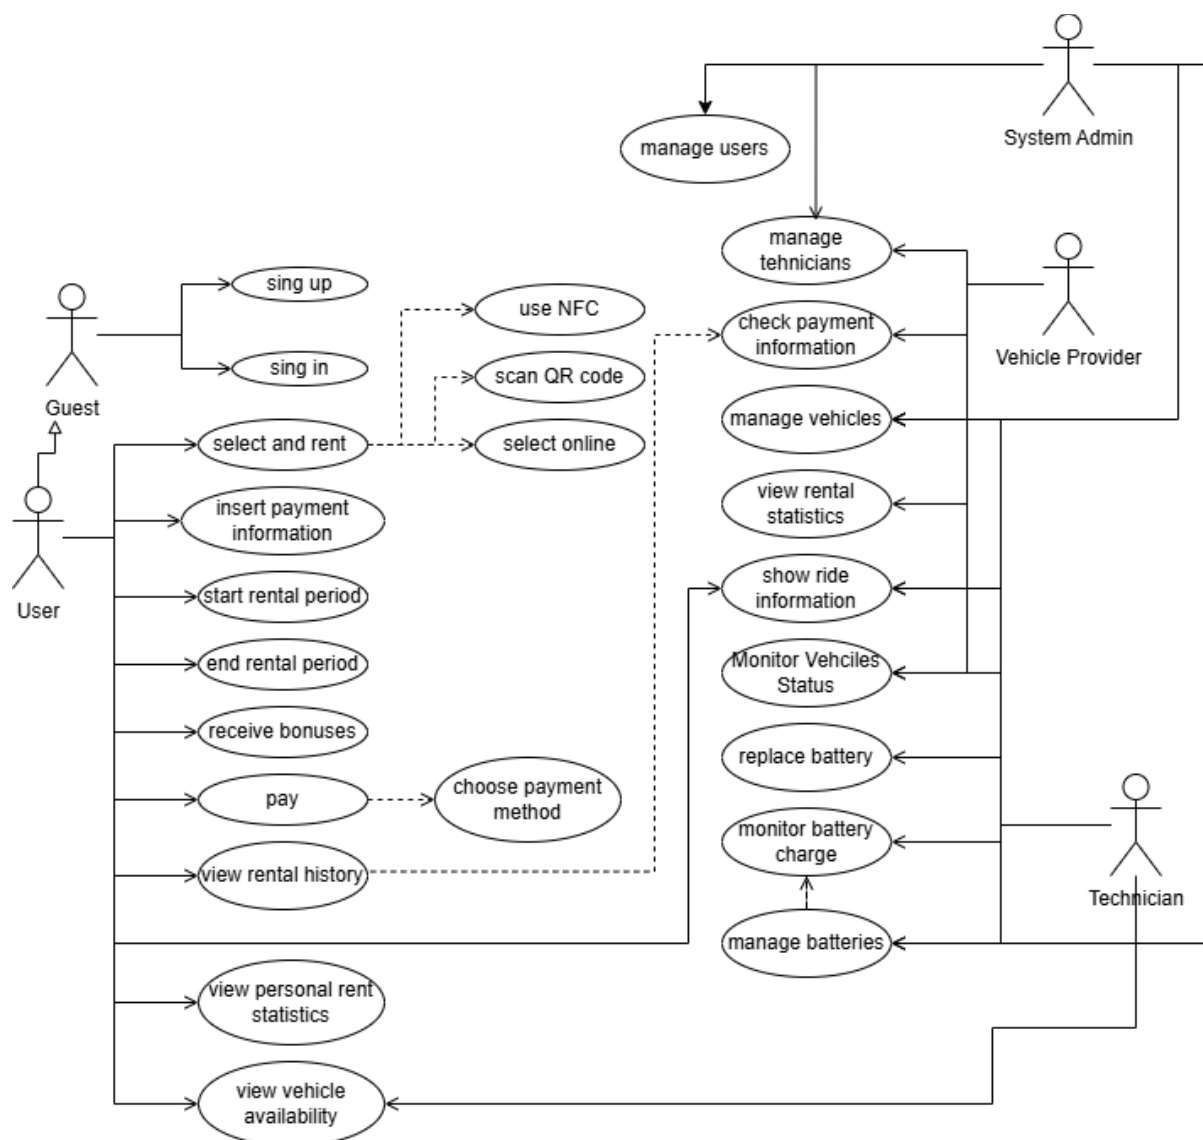 System Admin
manage users
manage
tehnicians
Vehicle Provider
sing up
Guest
sing in
use NFC
check payment
information
scan QR code
select and rent
select online
manage vehicles
User
insert payment
information
view rental
statistics
start rental period
show ride
information
end rental period
Monitor Vehciles
Status
receive bonuses
replace battery
pay
choose payment
method
monitor battery
charge
Technician
view rental history
manage batteries
view personal rent
statistics
view vehicle
availability